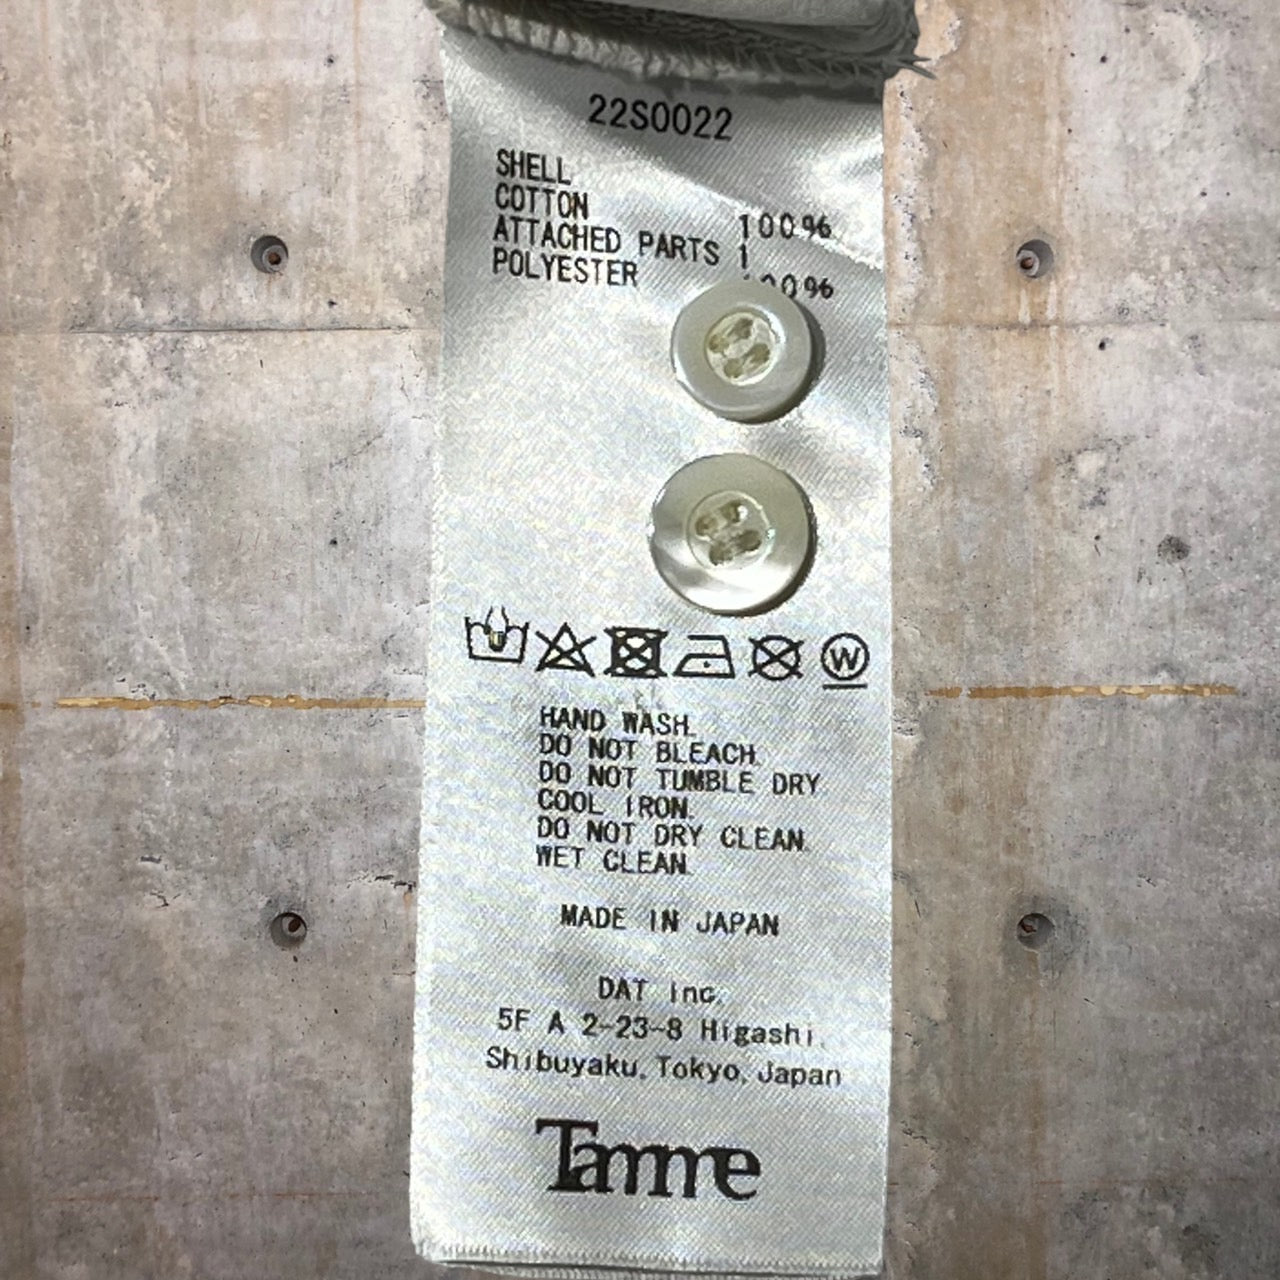 22S0022
SHELL
COTTON 100%
ATTACHED PARTS 1
POLYESTER 100%
W
HAND WASH.
DO NOT BLEACH.
DO NOT TUMBLE DRY
COOL IRON.
DO NOT DRY CLEAN.
WET CLEAN.
MADE IN JAPAN
DAT Inc.
5F A 2-23-8 Higashi,
Shibuyaku, Tokyo, Japan
Tamme